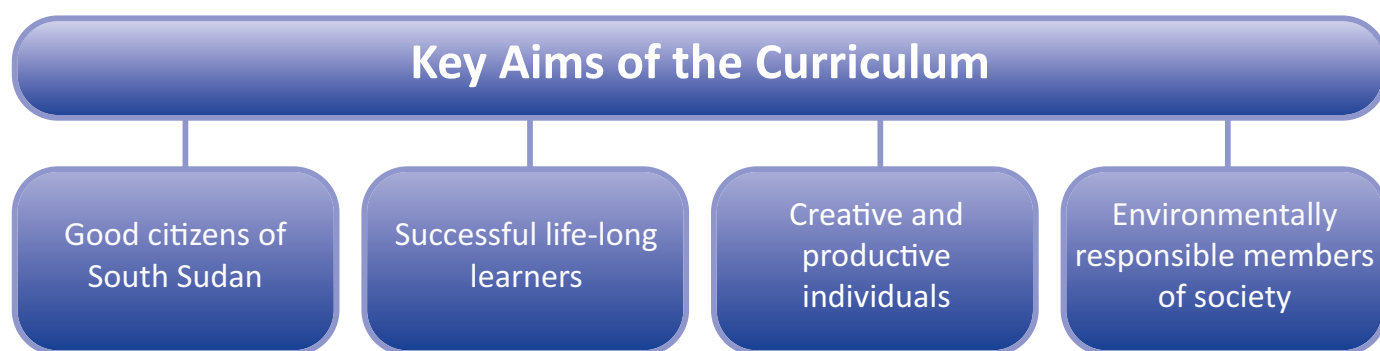 Key Aims of the Curriculum
Good citizens of
South Sudan
Successful life-long
learners
Creative and
productive
individuals
Environmentally
responsible members
of society